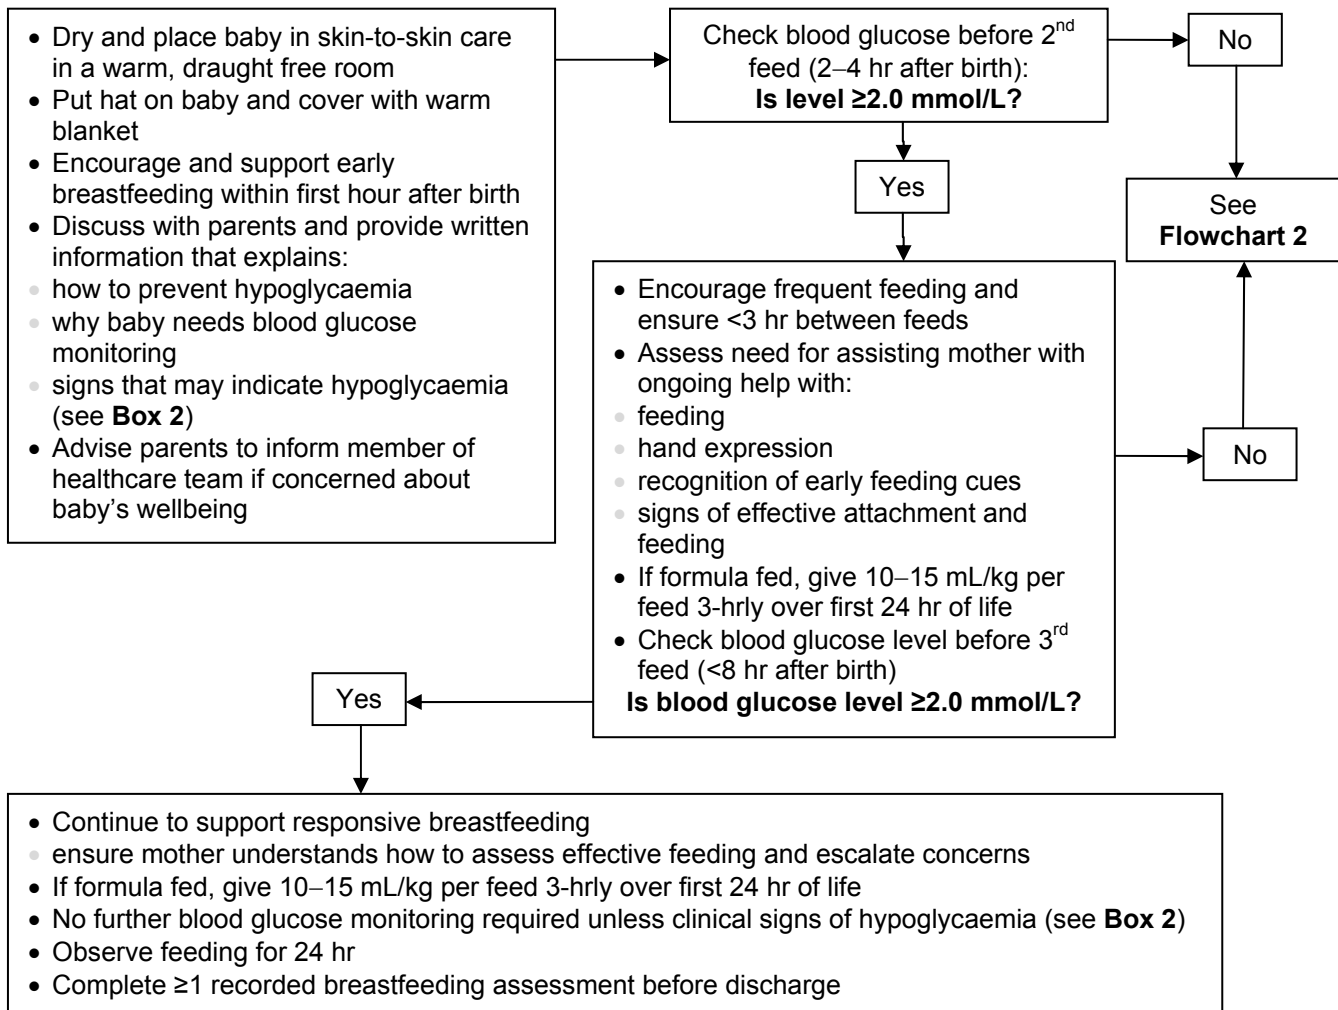 • Dry and place baby in skin-to-skin care
in a warm, draught free room
• Put hat on baby and cover with warm
blanket
• Encourage and support early
breastfeeding within first hour after birth
• Discuss with parents and provide written
information that explains:
• how to prevent hypoglycaemia
• why baby needs blood glucose
monitoring
• signs that may indicate hypoglycaemia
(see Box 2)
• Advise parents to inform member of
healthcare team if concerned about
baby’s wellbeing
Check blood glucose before 2nd
feed (2–4 hr after birth):
Is level ≥2.0 mmol/L?
No
Yes
See
Flowchart 2
• Encourage frequent feeding and
ensure <3 hr between feeds
• Assess need for assisting mother with
ongoing help with:
• feeding
• hand expression
• recognition of early feeding cues
• signs of effective attachment and
feeding
• If formula fed, give 10–15 mL/kg per
feed 3-hrly over first 24 hr of life
• Check blood glucose level before 3rd
feed (<8 hr after birth)
Is blood glucose level ≥2.0 mmol/L?
No
Yes
• Continue to support responsive breastfeeding
• ensure mother understands how to assess effective feeding and escalate concerns
• If formula fed, give 10–15 mL/kg per feed 3-hrly over first 24 hr of life
• No further blood glucose monitoring required unless clinical signs of hypoglycaemia (see Box 2)
• Observe feeding for 24 hr
• Complete ≥1 recorded breastfeeding assessment before discharge